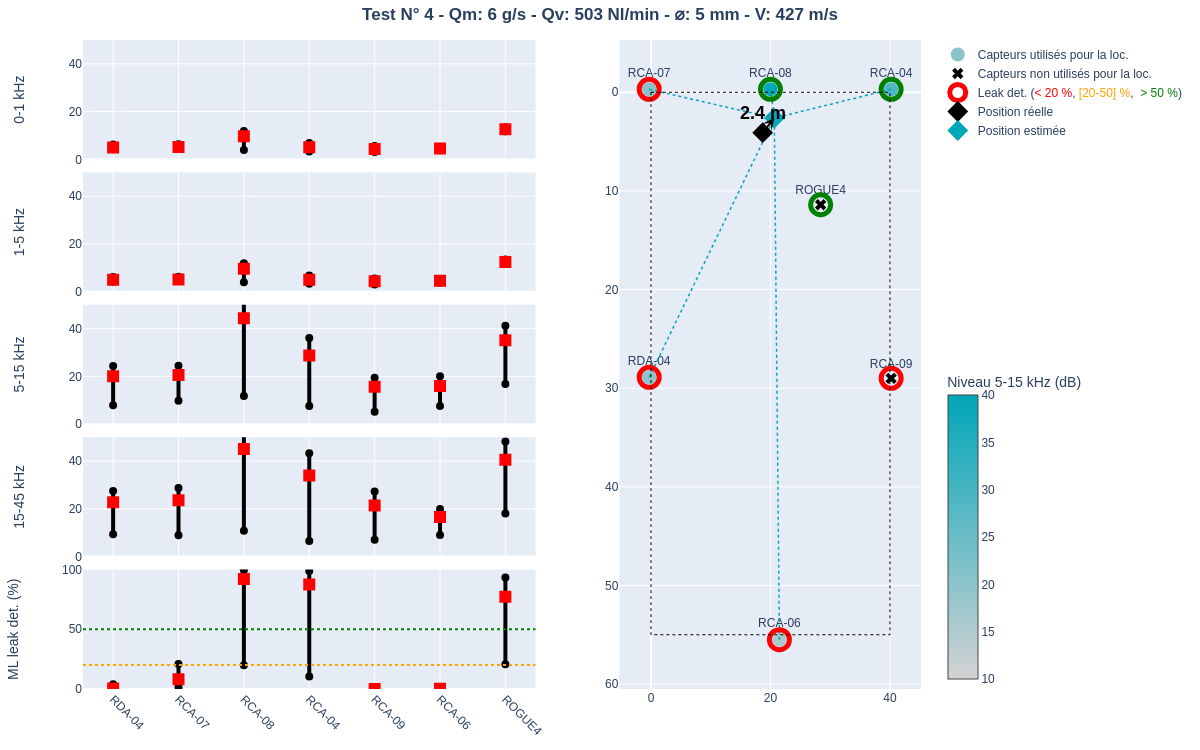 Test N° 4 - Qm: 6 g/s - Qv: 503 Nl/min - ⌀: 5 mm - V: 427 m/s
0-1 kHz
40
20
0
1-5 kHz
40
20
0
5-15 kHz
40
20
0
15-45 kHz
40
20
0
ML leak det. (%)
100
50
0
RDA-04
RCA-07
RCA-08
RCA-04
RCA-09
RCA-06
ROGUE4
RCA-07
RCA-08
RCA-04
2.4 m
ROGUE4
RDA-04
RCA-09
RCA-06
0
10
20
30
40
50
60
0
20
40
Capteurs utilisés pour la loc.
Capteurs non utilisés pour la loc.
Leak det. (< 20 %, [20-50] %, > 50 %)
Position réelle
Position estimée
Niveau 5-15 kHz (dB)
40
35
30
25
20
15
10